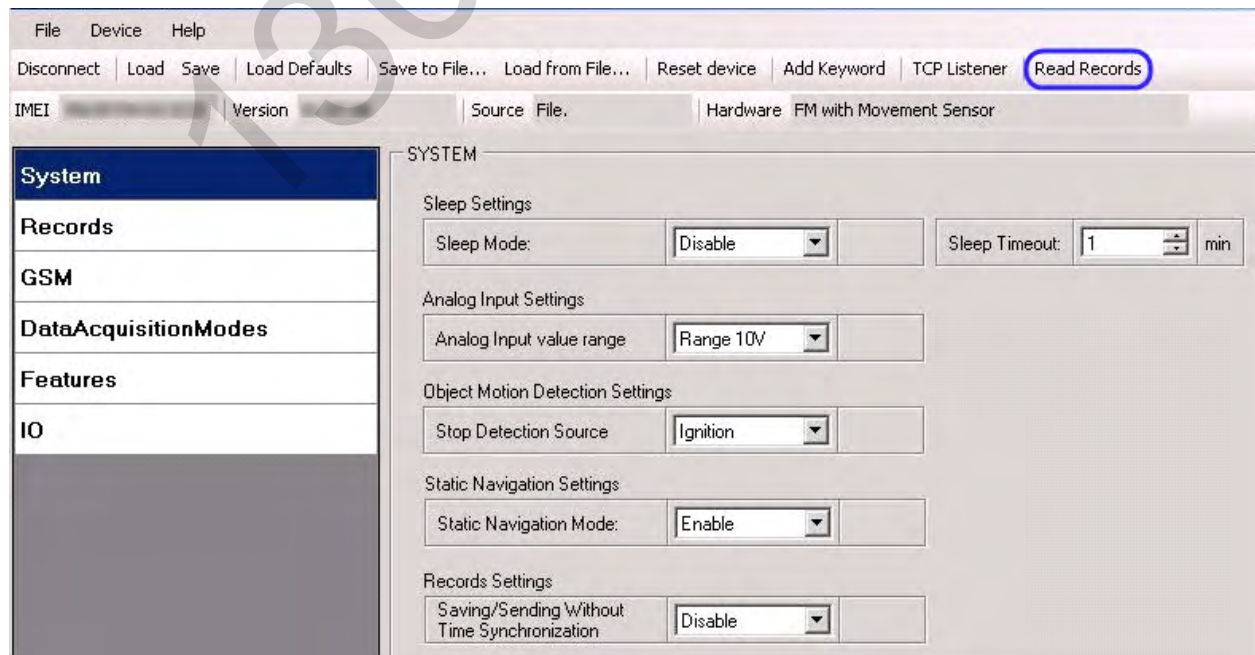 File Device Help
Disconnect Load Save Load Defaults Save to File... Load from File... Reset device Add Keyword TCP Listener Read Records
IMEI Version Source File. Hardware FM with Movement Sensor
System
Records
GSM
DataAcquisitionModes
Features
IO
SYSTEM
Sleep Settings
Sleep Mode: Disable Sleep Timeout: 1 min
Analog Input Settings
Analog Input value range Range 10V
Object Motion Detection Settings
Stop Detection Source Ignition
Static Navigation Settings
Static Navigation Mode: Enable
Records Settings
Saving/Sending Without
Time Synchronization Disable